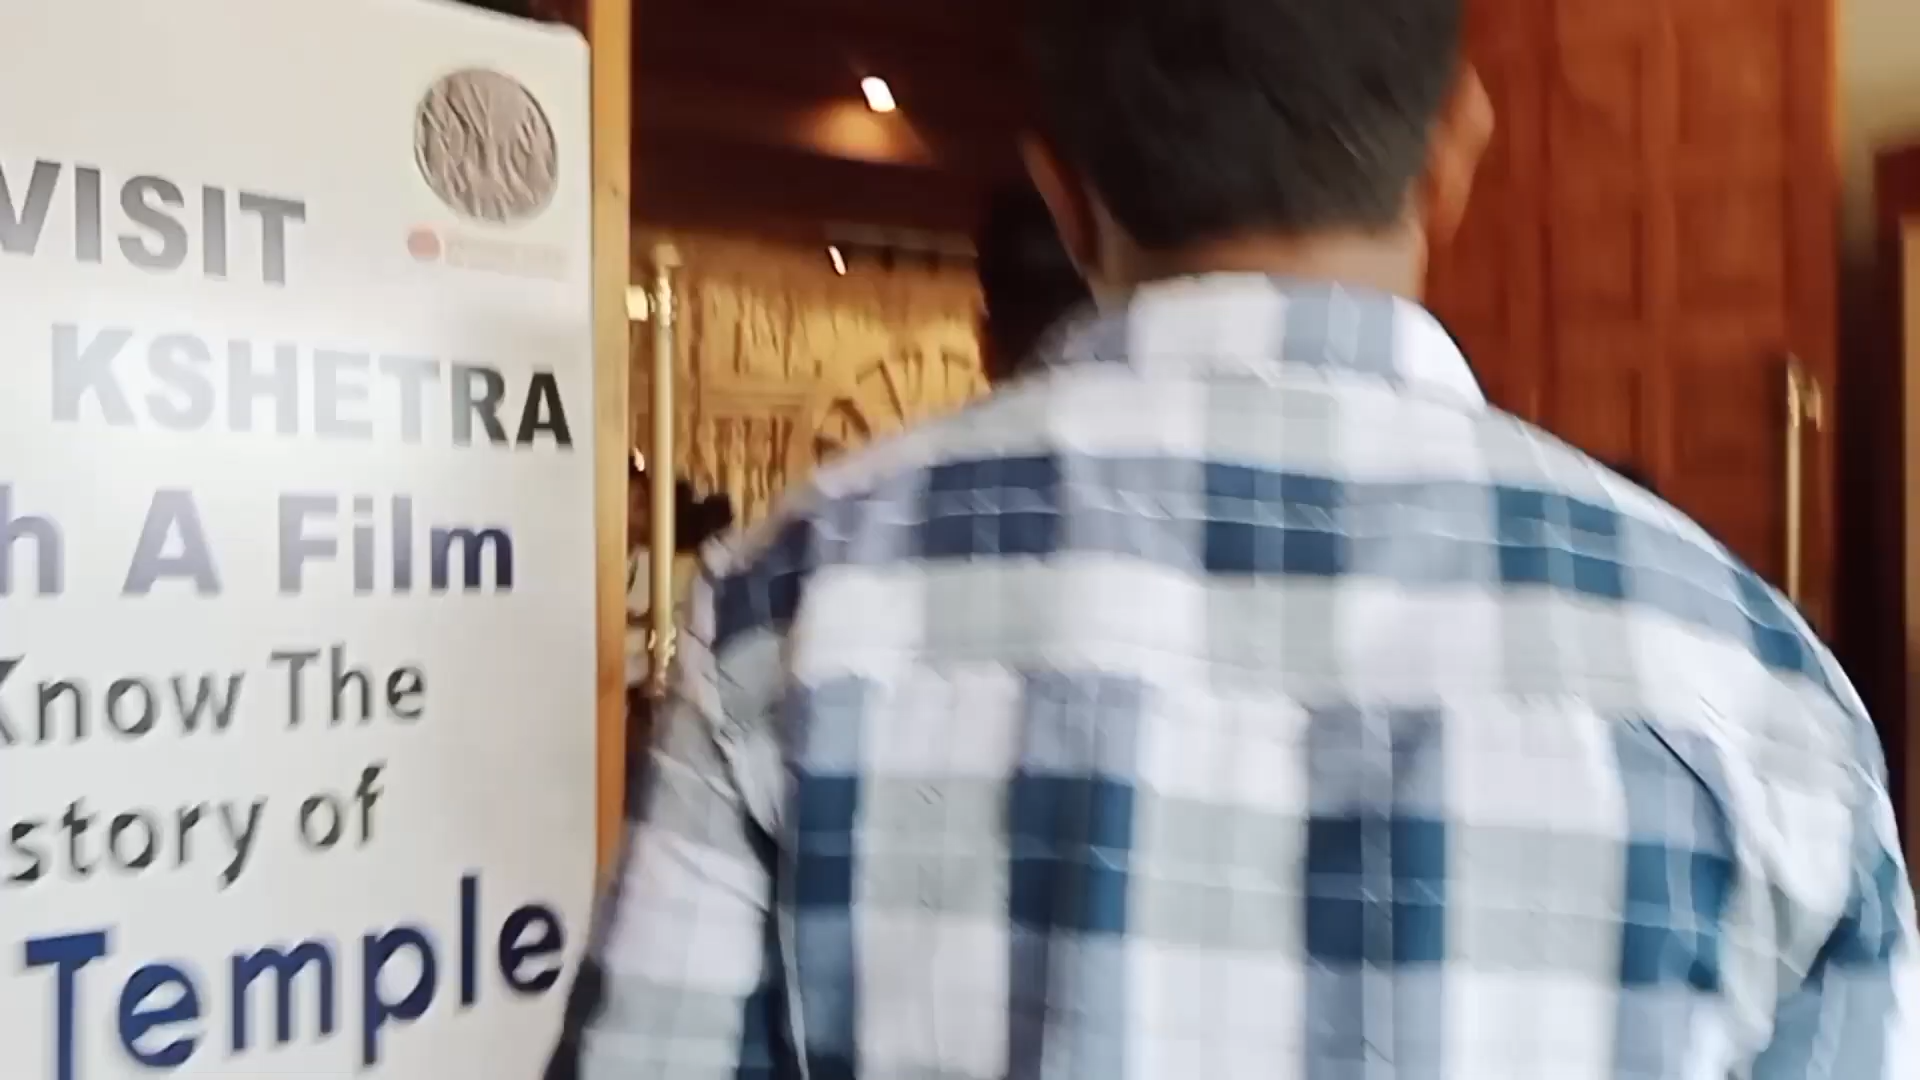 VISIT
KSHETRA
h A Film
Know The
story of
Temple